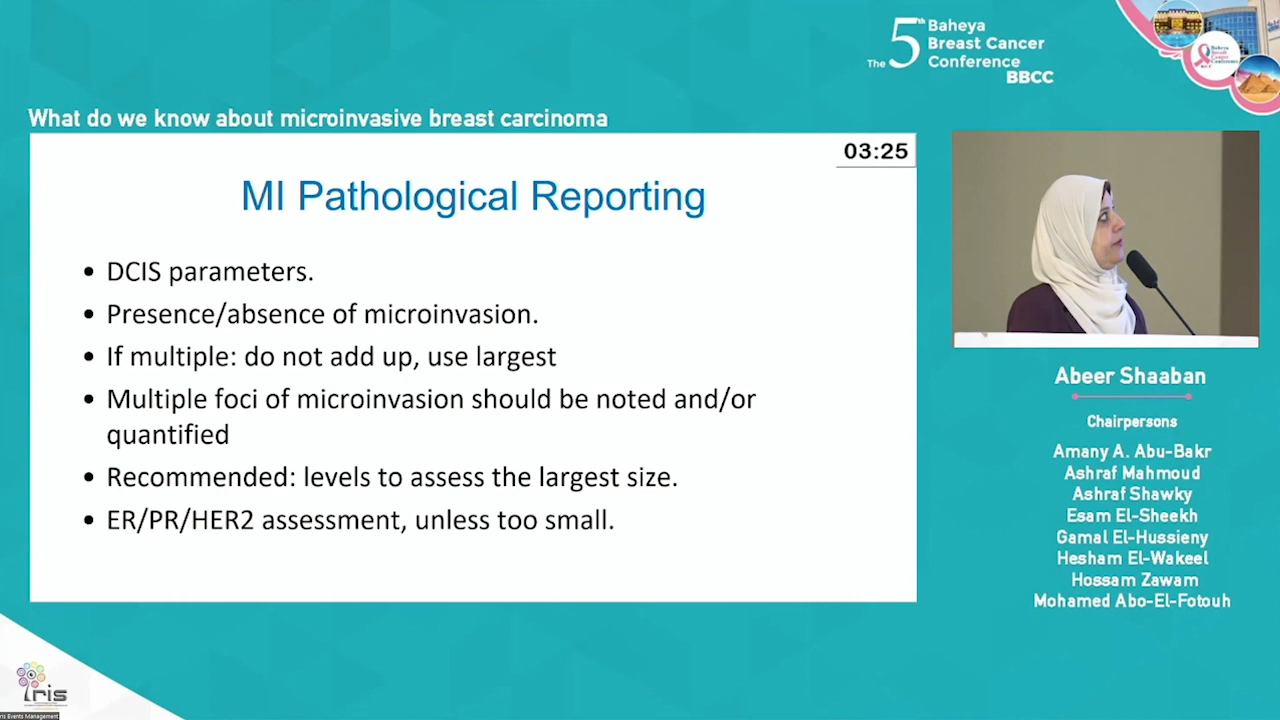 The 5th Baheya
Breast Cancer
Conference
BBCC
What do we know about microinvasive breast carcinoma
03:25
MI Pathological Reporting
• DCIS parameters.
• Presence/absence of microinvasion.
• If multiple: do not add up, use largest
• Multiple foci of microinvasion should be noted and/or
quantified
• Recommended: levels to assess the largest size.
• ER/PR/HER2 assessment, unless too small.
Abeer Shaaban
Chairpersons
Amany A. Abu-Bakr
Ashraf Mahmoud
Ashraf Shawky
Esam El-Sheekh
Gamal El-Hussieny
Hesham El-Wakeel
Hossam Zawam
Mohamed Abo-El-Fotouh
Iris
Iris Events Management